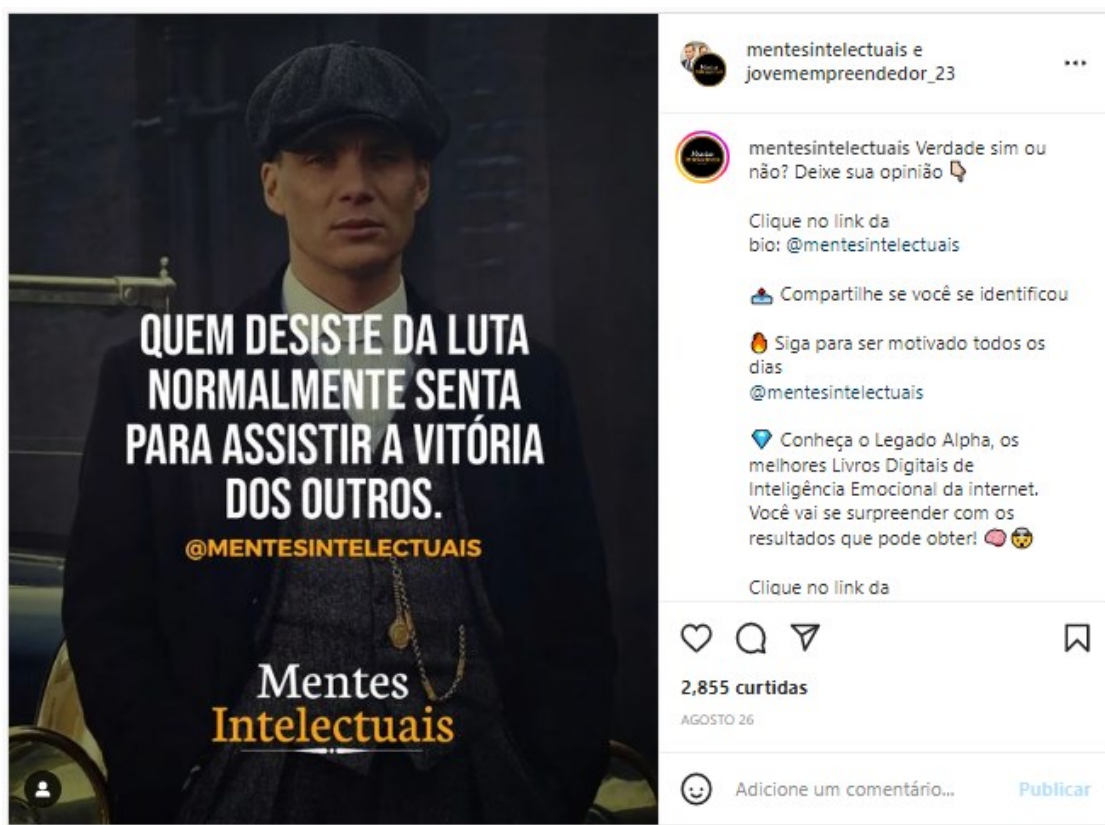 QUEM DESISTE DA LUTA
NORMALMENTE SENTA
PARA ASSISTIR A VITÓRIA
DOS OUTROS.
@MENTESINTELECTUAIS
Mentes
Intelectuais
mentesintelectuais e
jovemempreendedor_23
mentesintelectuais Verdade sim ou
não? Deixe sua opinião 👇🏻
Clique no link da
bio: @mentesintelectuais
📤 Compartilhe se você se identificou
🔥 Siga para ser motivado todos os
dias
@mentesintelectuais
💎 Conheça o Legado Alpha, os
melhores Livros Digitais de
Inteligência Emocional da internet.
Você vai se surpreender com os
resultados que pode obter! 🧠🤯
Clique no link da
2,855 curtidas
AGOSTO 26
Adicione um comentário...
Publicar